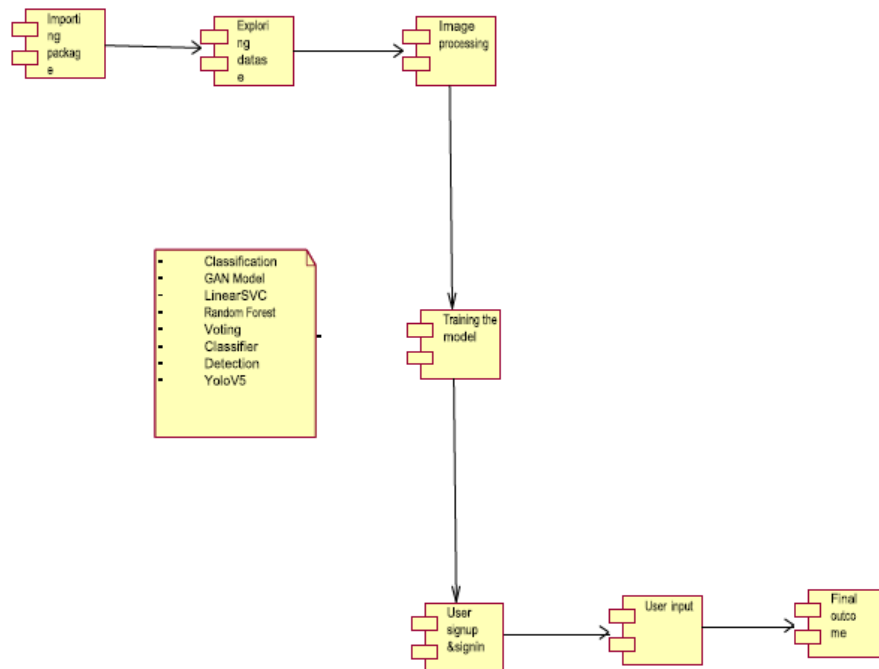 Importi
ng
packag
e
Explori
ng
datas
e
Image
processing
Classification
GAN Model
LinearSVC
Random Forest
Voting
Classifier
Detection
YoloV5
Training the
model
User
signup
&signin
User input
Final
outco
me